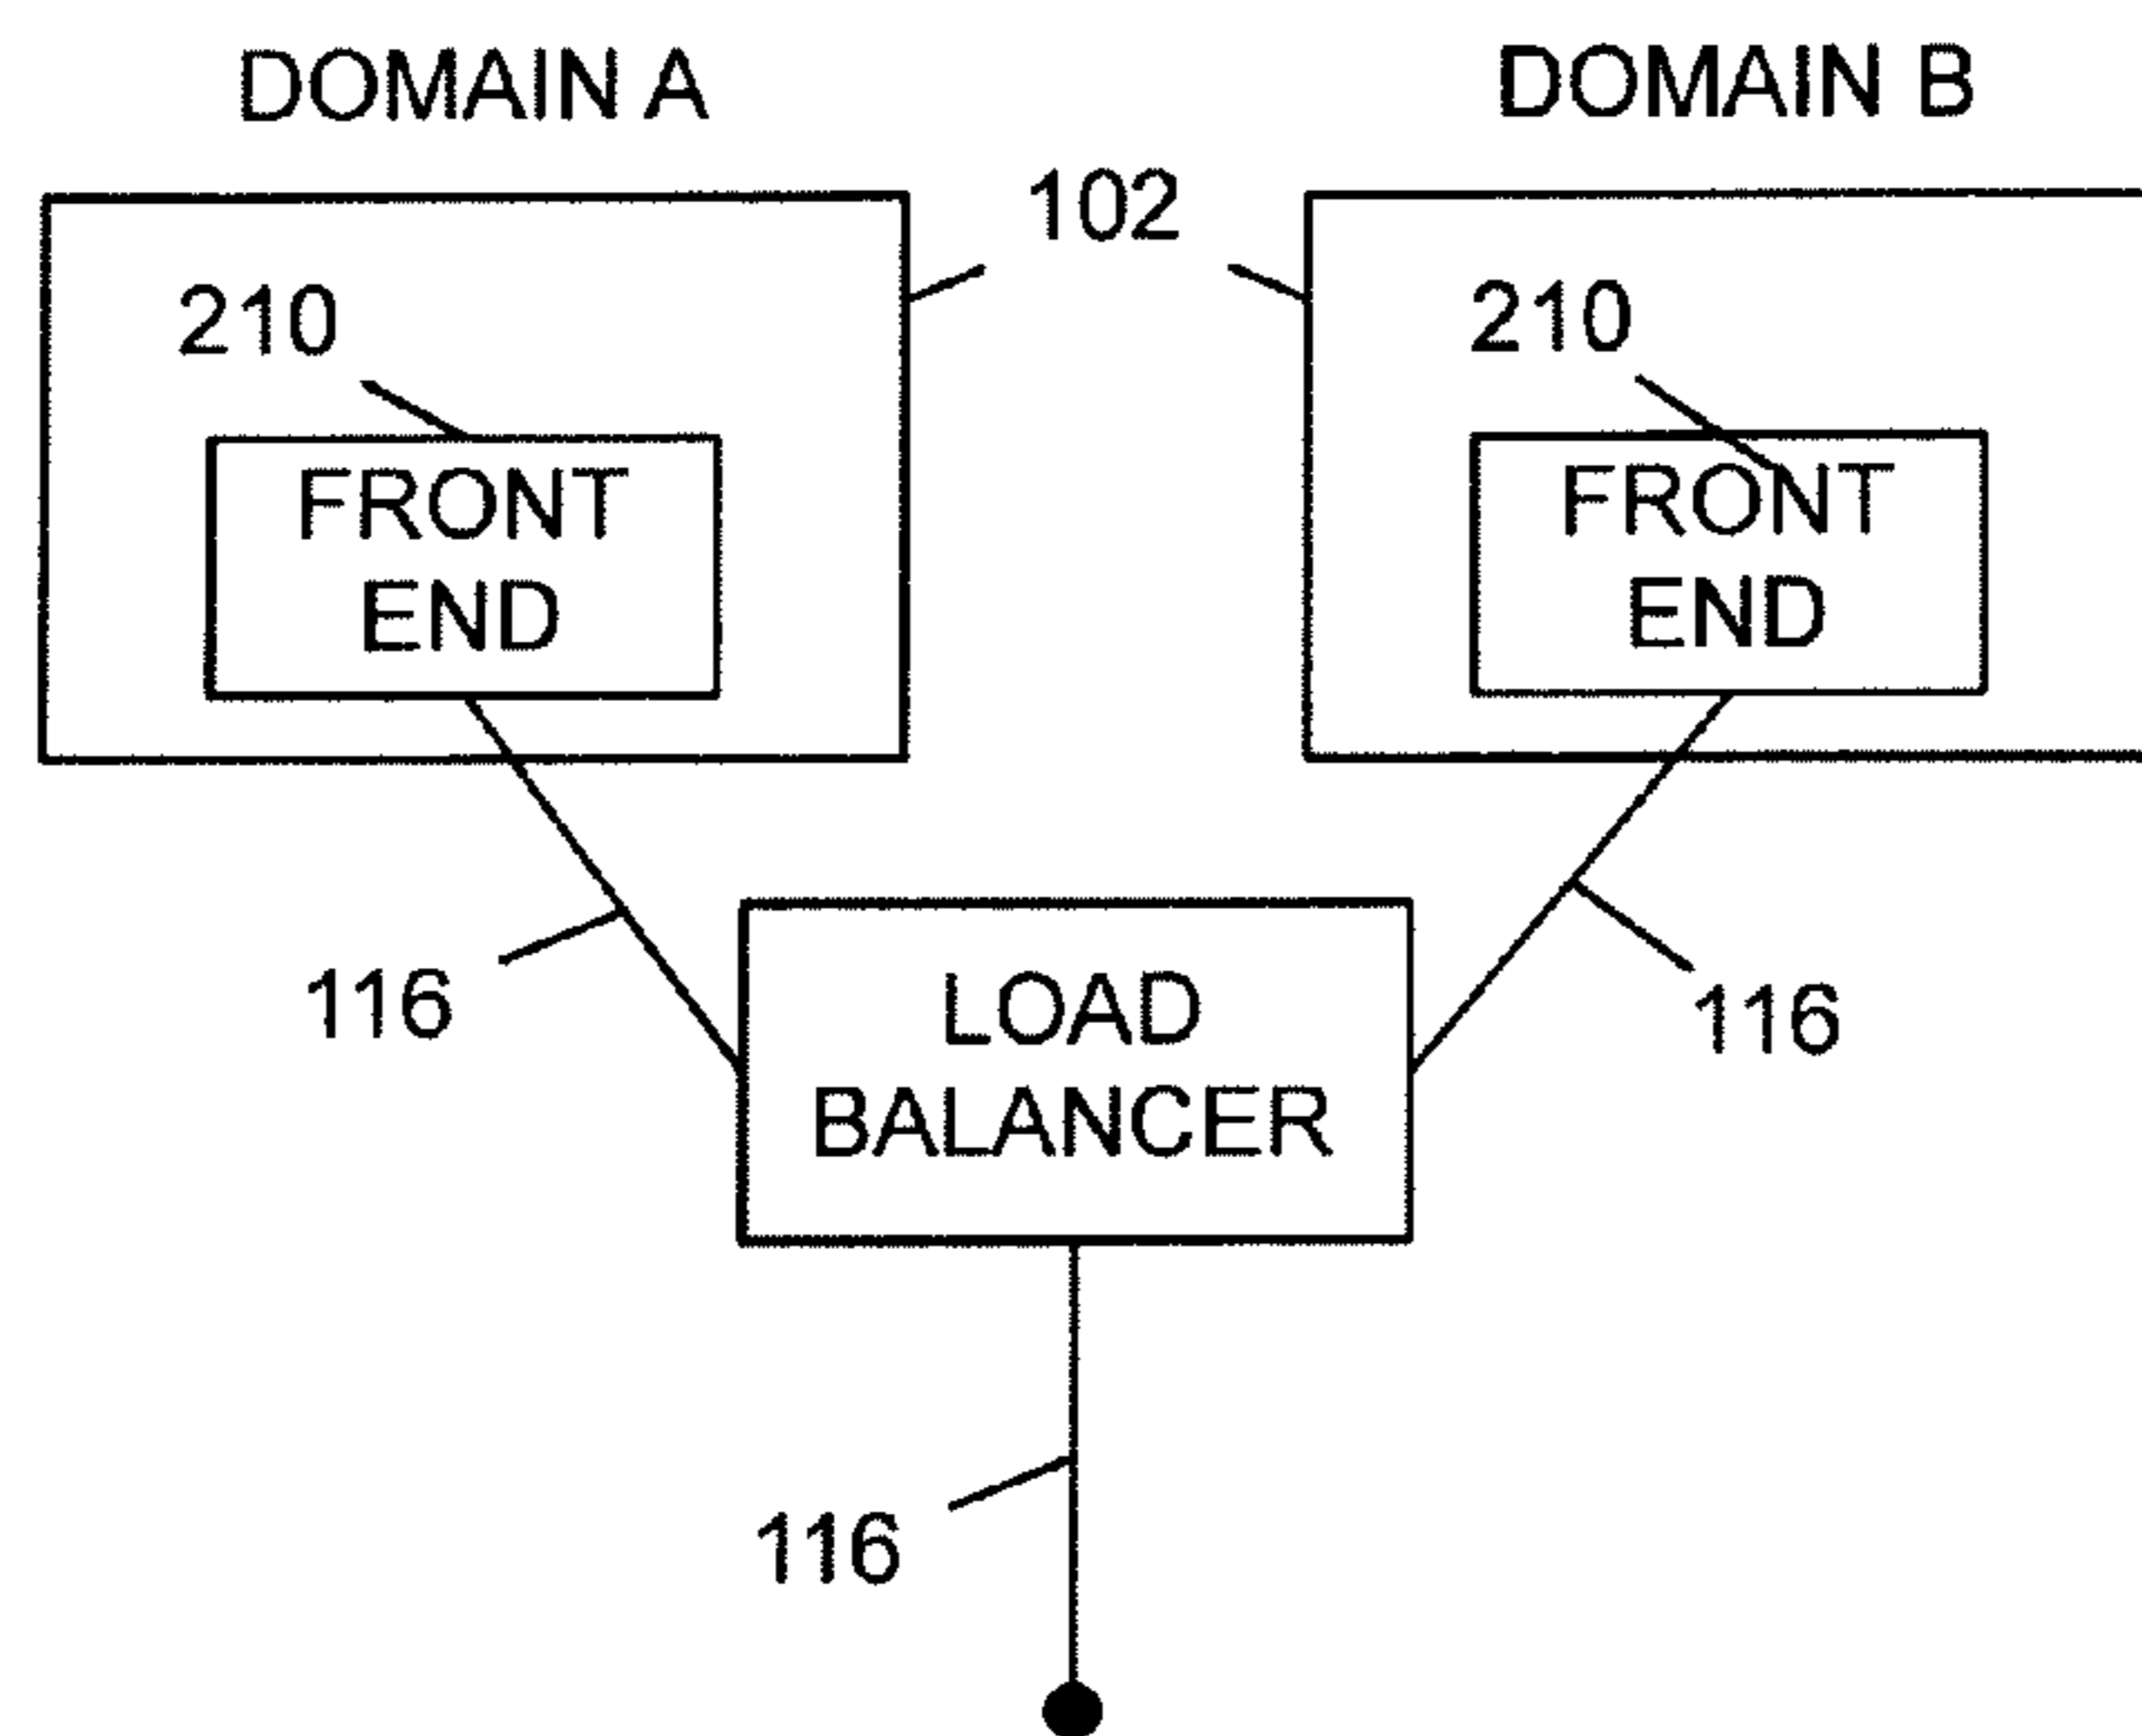 DOMAIN A
DOMAIN B
102
210
210
FRONT
END
FRONT
END
116
116
LOAD
BALANCER
116